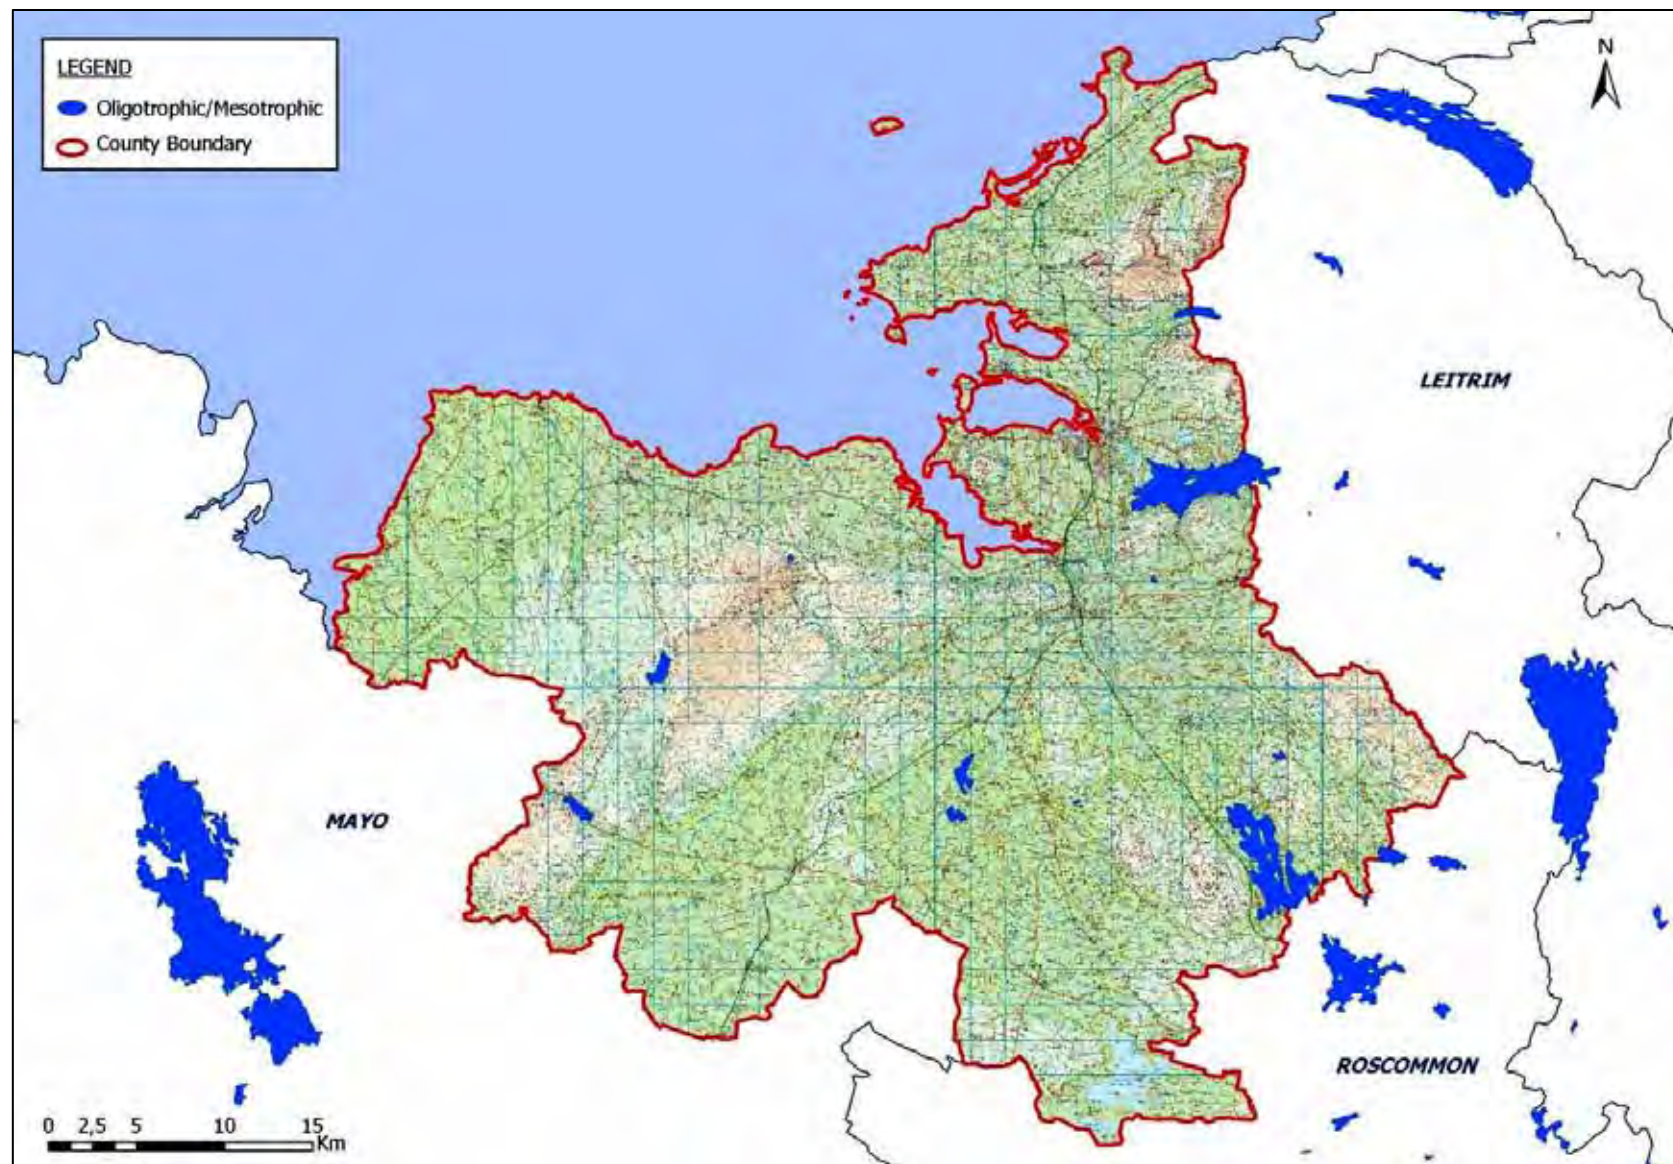 LEGEND
Oligotrophic/Mesotrophic
County Boundary
N
LEITRIM
MAYO
ROSCOMMON
0 2,5 5 10 15
Km